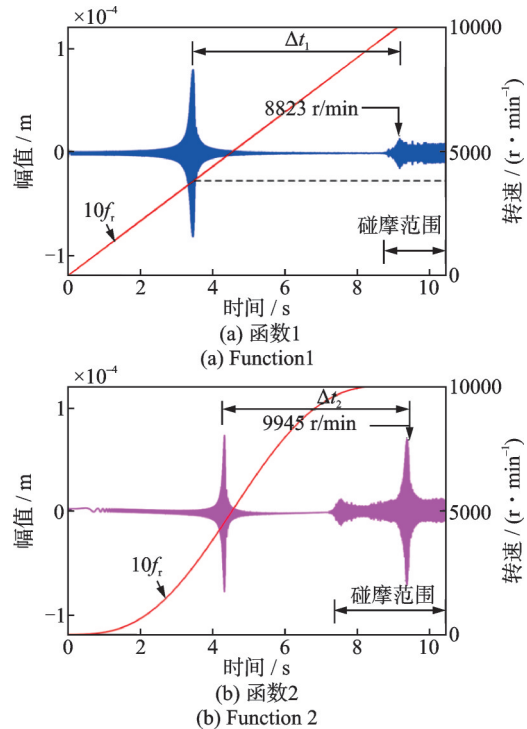 ×10⁻⁴
10000
1
Δt₁
8823 r/min
幅值 / m
0
5000
转速 / (r · min⁻¹)
碰摩范围
10fᵣ
−1
0
0
2
4
6
8
10
时间 / s
(a) 函数1
(a) Function1
×10⁻⁴
10000
1
Δt₂
9945 r/min
幅值 / m
0
5000
转速 / (r · min⁻¹)
10fᵣ
碰摩范围
−1
0
0
2
4
6
8
10
时间 / s
(b) 函数2
(b) Function 2